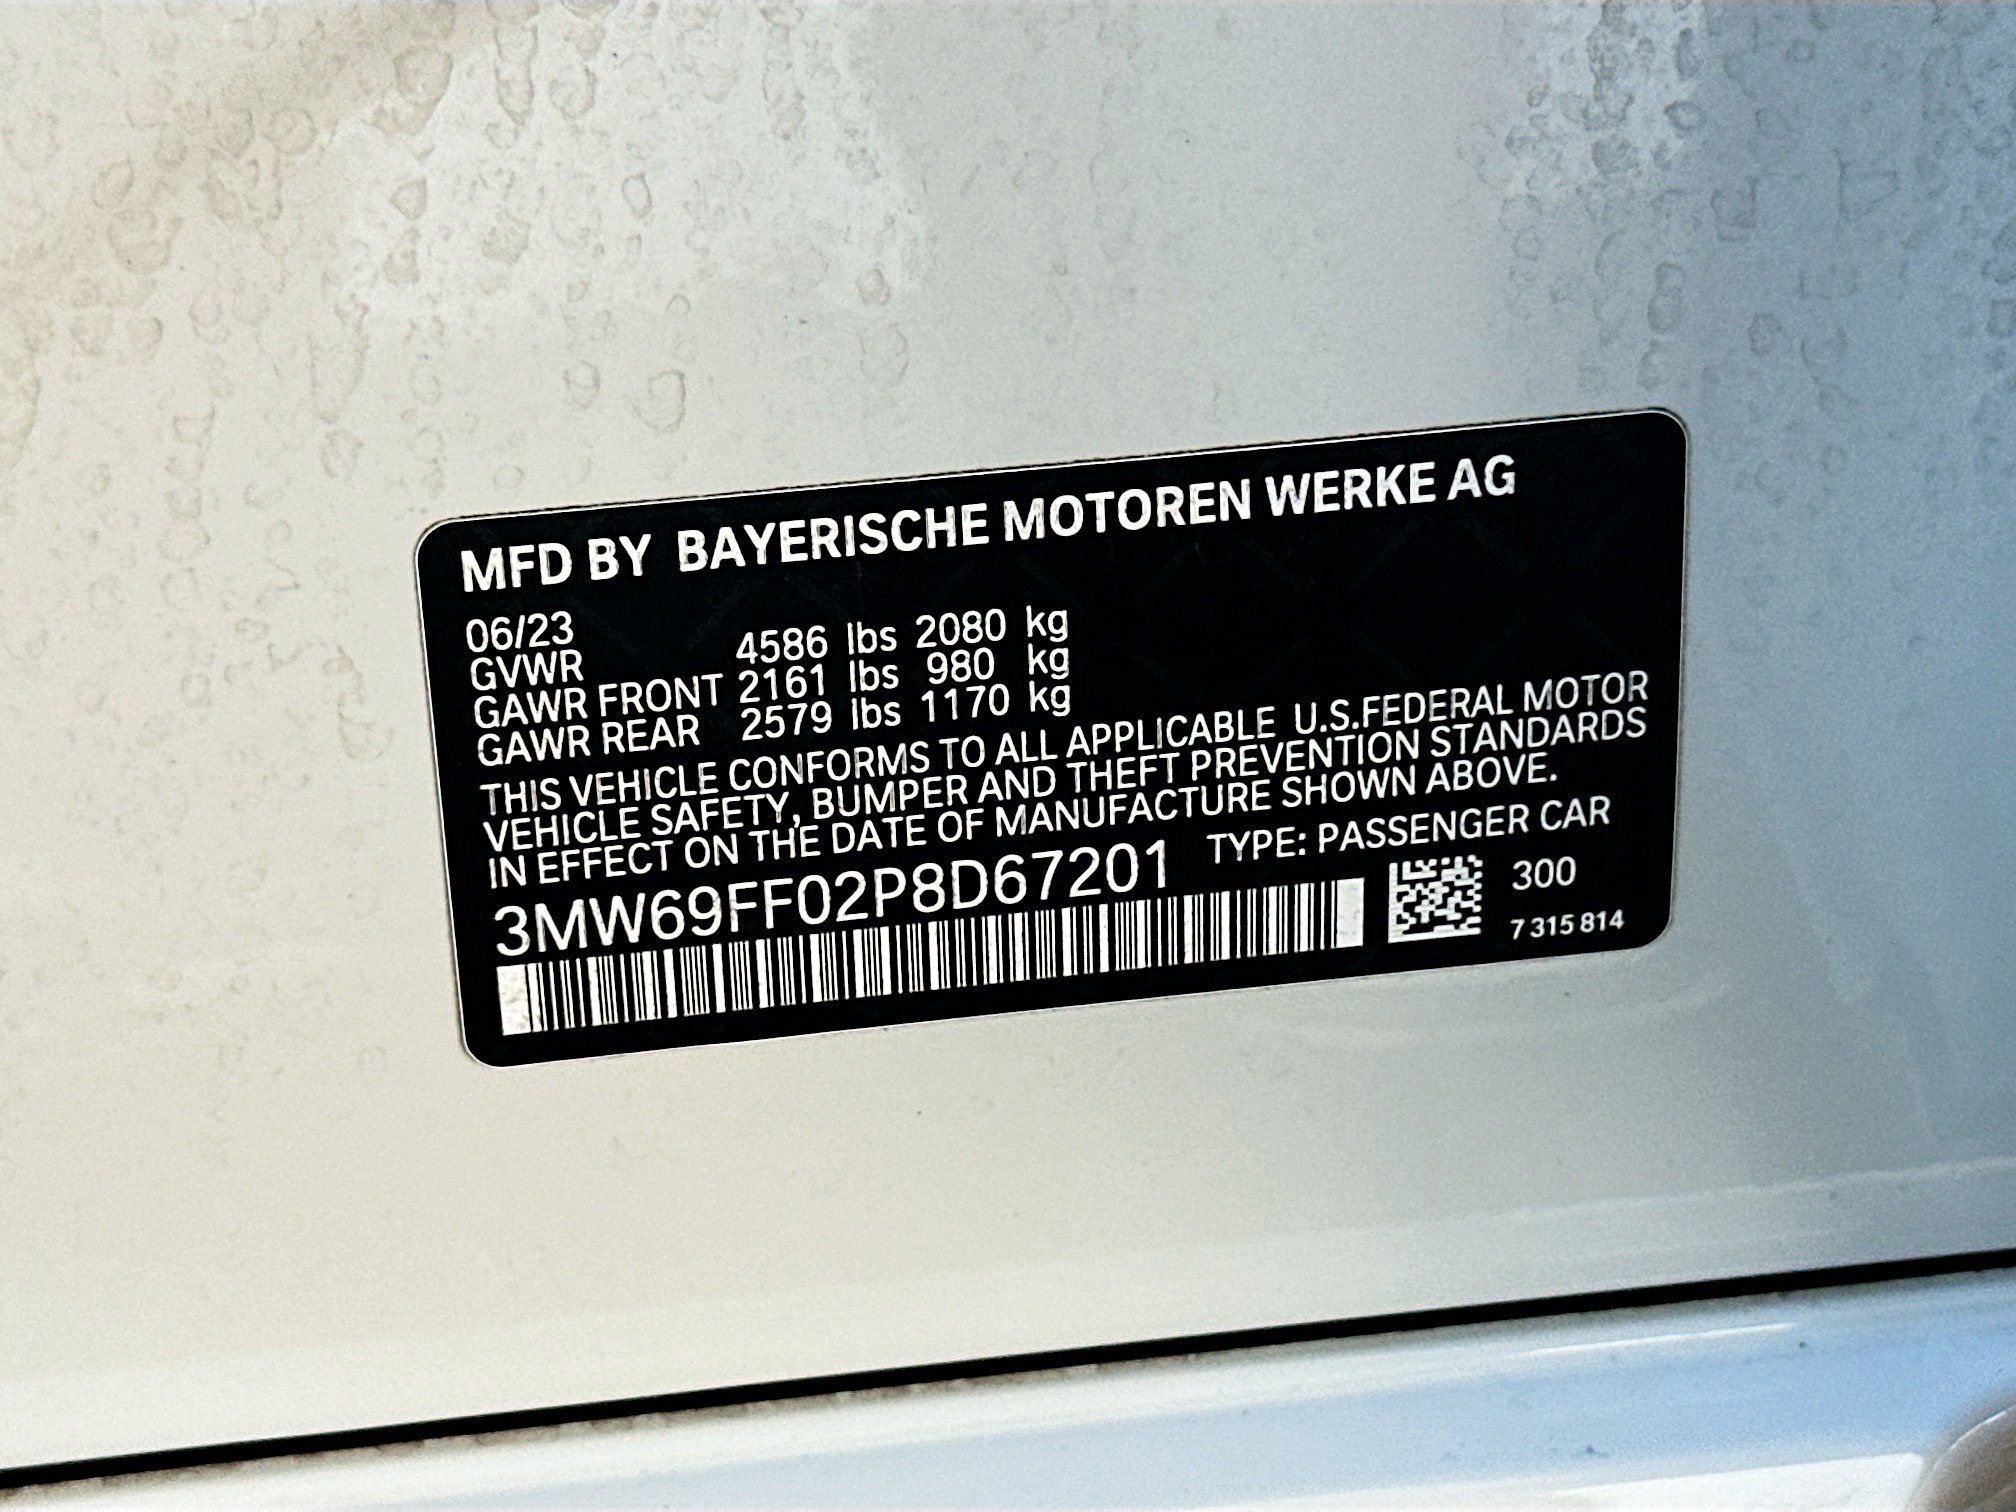 MFD BY BAYERISCHE MOTOREN WERKE AG
06/23
GVWR 4586 lbs 2080 kg
GAWR FRONT 2161 lbs 980 kg
GAWR REAR 2579 lbs 1170 kg
THIS VEHICLE CONFORMS TO ALL APPLICABLE U.S.FEDERAL MOTOR
VEHICLE SAFETY, BUMPER AND THEFT PREVENTION STANDARDS
IN EFFECT ON THE DATE OF MANUFACTURE SHOWN ABOVE.
3MW69FF02P8D67201 TYPE: PASSENGER CAR
300
7 315 814